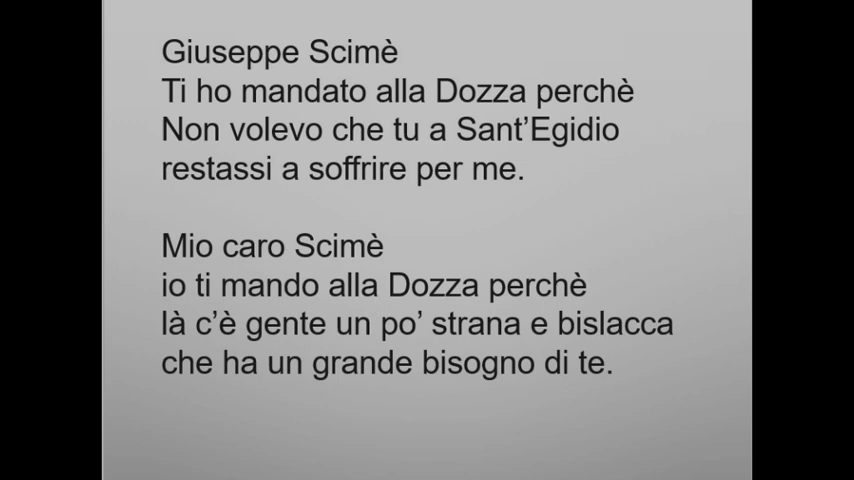 Giuseppe Scimè
Ti ho mandato alla Dozza perchè
Non volevo che tu a Sant’Egidio
restassi a soffrire per me.

Mio caro Scimè
io ti mando alla Dozza perchè
là c’è gente un po’ strana e bislacca
che ha un grande bisogno di te.